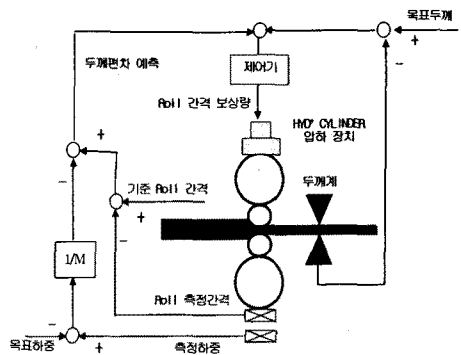 목표두께
+
−
두께편차 예측
제어기
Roll 간격 보상량
HYD' CYLINDER
압하 장치
+
−
기준 Roll 간격
+
−
두께계
1/M
Roll 측정간격
−
목표하중
+
측정하중